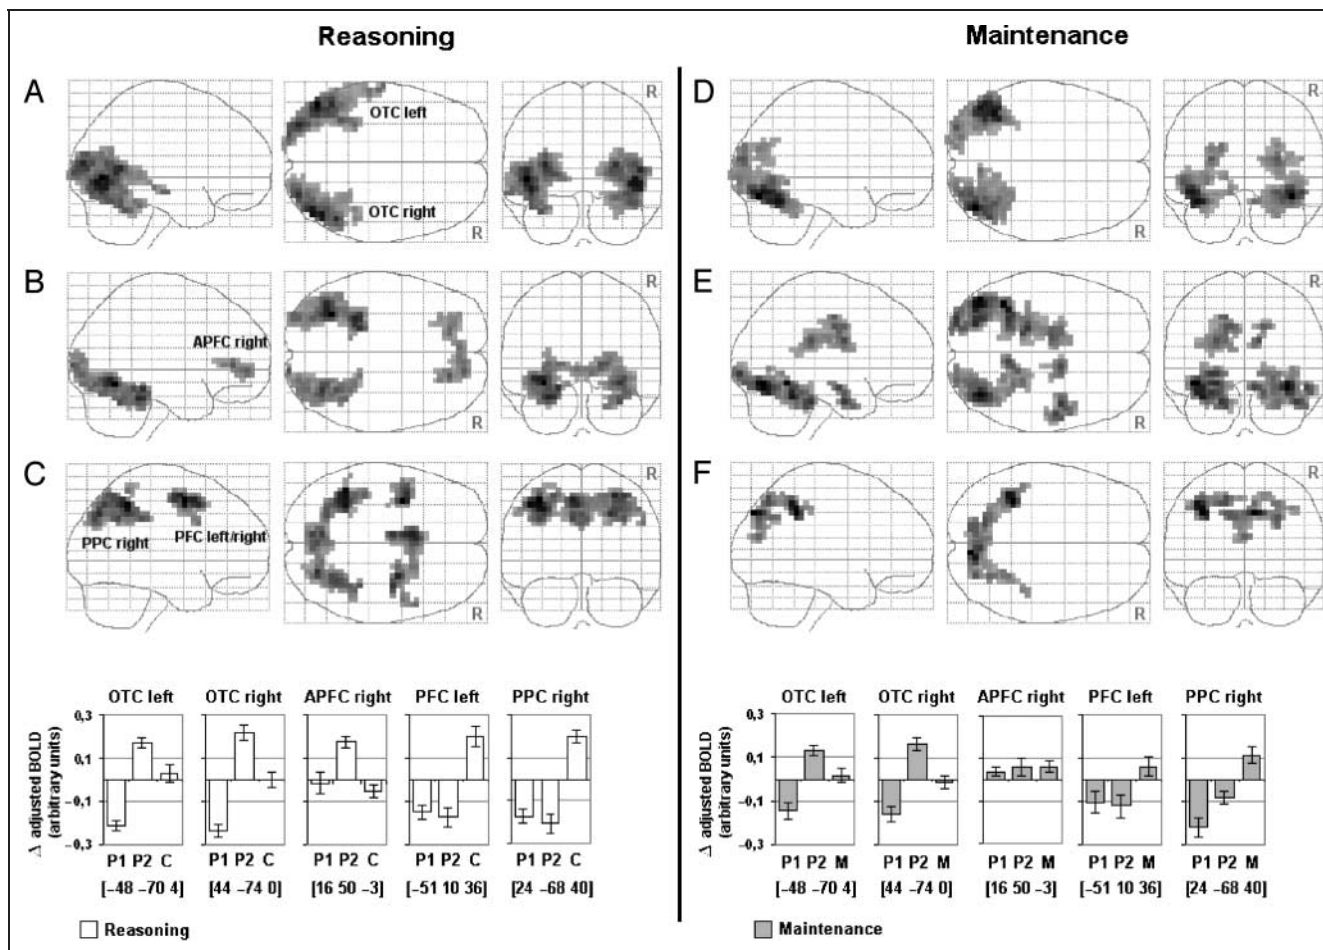 Reasoning
Maintenance
A
OTC left
OTC right
R
R
B
APFC right
R
R
C
PPC right
PFC left/right
R
R
D
R
R
E
R
R
F
R
R
OTC left OTC right APFC right PFC left PPC right
Δ adjusted BOLD
(arbitrary units)
0,3
0,1
−0,1
−0,3
P1 P2 C P1 P2 C P1 P2 C P1 P2 C P1 P2 C
[−48 −70 4] [44 −74 0] [16 50 −3] [−51 10 36] [24 −68 40]
Reasoning
OTC left OTC right APFC right PFC left PPC right
Δ adjusted BOLD
(arbitrary units)
0,3
0,1
−0,1
−0,3
P1 P2 M P1 P2 M P1 P2 M P1 P2 M P1 P2 M
[−48 −70 4] [44 −74 0] [16 50 −3] [−51 10 36] [24 −68 40]
Maintenance